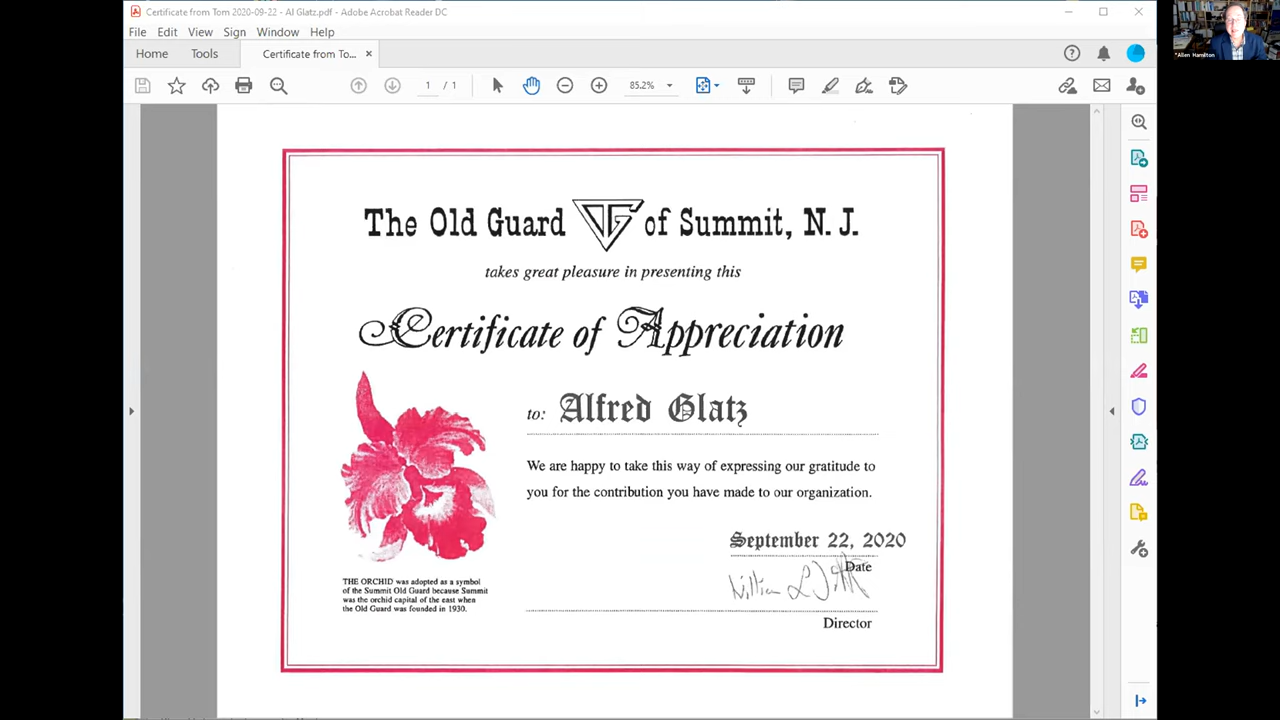 Certificate from Tom 2020-09-22 - Al Glatz.pdf - Adobe Acrobat Reader DC
File Edit View Sign Window Help
Home Tools Certificate from To... ×
1 / 1 85.2%
*Allen Hamilton
The Old Guard OG of Summit, N. J.
takes great pleasure in presenting this
Certificate of Appreciation
to: Alfred Glatz
We are happy to take this way of expressing our gratitude to
you for the contribution you have made to our organization.
September 22, 2020
Date
William L
Director
THE ORCHID was adopted as a symbol
of the Summit Old Guard because Summit
was the orchid capital of the east when
the Old Guard was founded in 1930.